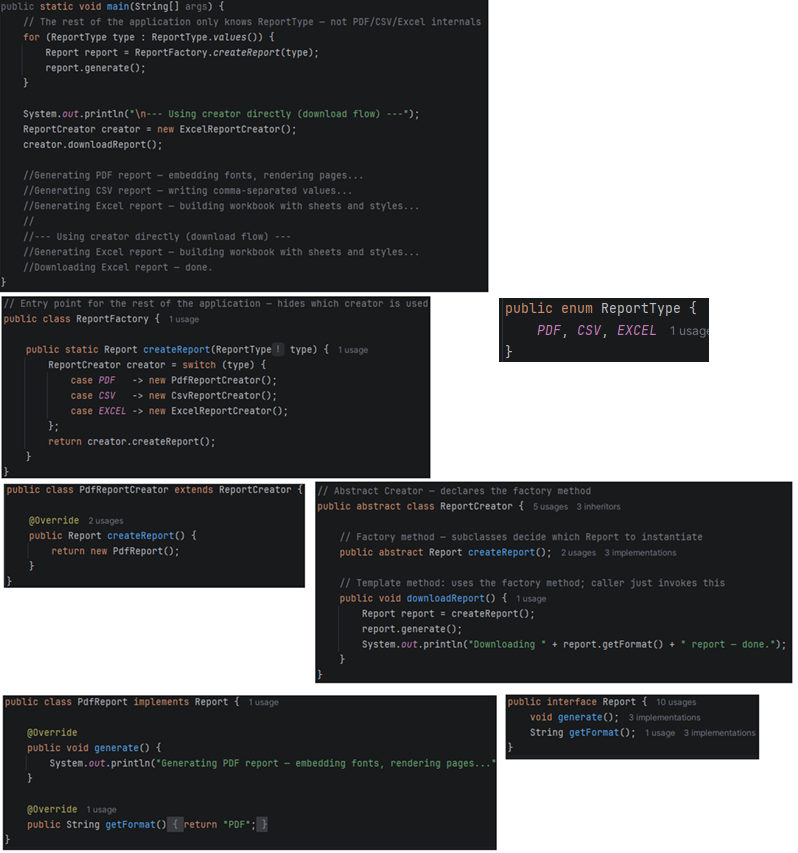 public static void main(String[] args) {
    // The rest of the application only knows ReportType — not PDF/CSV/Excel internals
    for (ReportType type : ReportType.values()) {
        Report report = ReportFactory.createReport(type);
        report.generate();
    }

    System.out.println("\n--- Using creator directly (download flow) ---");
    ReportCreator creator = new ExcelReportCreator();
    creator.downloadReport();

    //Generating PDF report — embedding fonts, rendering pages...
    //Generating CSV report — writing comma-separated values...
    //Generating Excel report — building workbook with sheets and styles...
    //
    //--- Using creator directly (download flow) ---
    //Generating Excel report — building workbook with sheets and styles...
    //Downloading Excel report — done.
}
// Entry point for the rest of the application — hides which creator is used
public class ReportFactory {  1 usage

    public static Report createReport(ReportType! type) {  1 usage
        ReportCreator creator = switch (type) {
            case PDF   -> new PdfReportCreator();
            case CSV   -> new CsvReportCreator();
            case EXCEL -> new ExcelReportCreator();
        };
        return creator.createReport();
    }
}
public enum ReportType {
    PDF, CSV, EXCEL  1 usage
}
public class PdfReportCreator extends ReportCreator {

    @Override  2 usages
    public Report createReport() {
        return new PdfReport();
    }
}
// Abstract Creator — declares the factory method
public abstract class ReportCreator {  5 usages  3 inheritors

    // Factory method — subclasses decide which Report to instantiate
    public abstract Report createReport();  2 usages  3 implementations

    // Template method: uses the factory method; caller just invokes this
    public void downloadReport() {  1 usage
        Report report = createReport();
        report.generate();
        System.out.println("Downloading " + report.getFormat() + " report — done.");
    }
}
public class PdfReport implements Report {  1 usage

    @Override
    public void generate() {
        System.out.println("Generating PDF report — embedding fonts, rendering pages..."
    }

    @Override  1 usage
    public String getFormat() { return "PDF"; }
}
public interface Report {  10 usages
    void generate();  3 implementations
    String getFormat();  1 usage  3 implementations
}